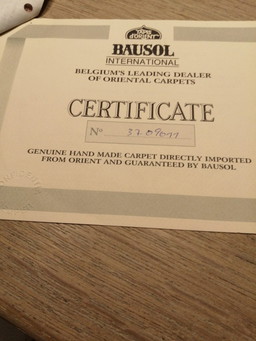 BAUSOL
INTERNATIONAL
BELGIUM'S LEADING DEALER
OF ORIENTAL CARPETS
CERTIFICATE
N°
GENUINE HAND MADE CARPET DIRECTLY IMPORTED
FROM ORIENT AND GUARANTEED BY BAUSOL